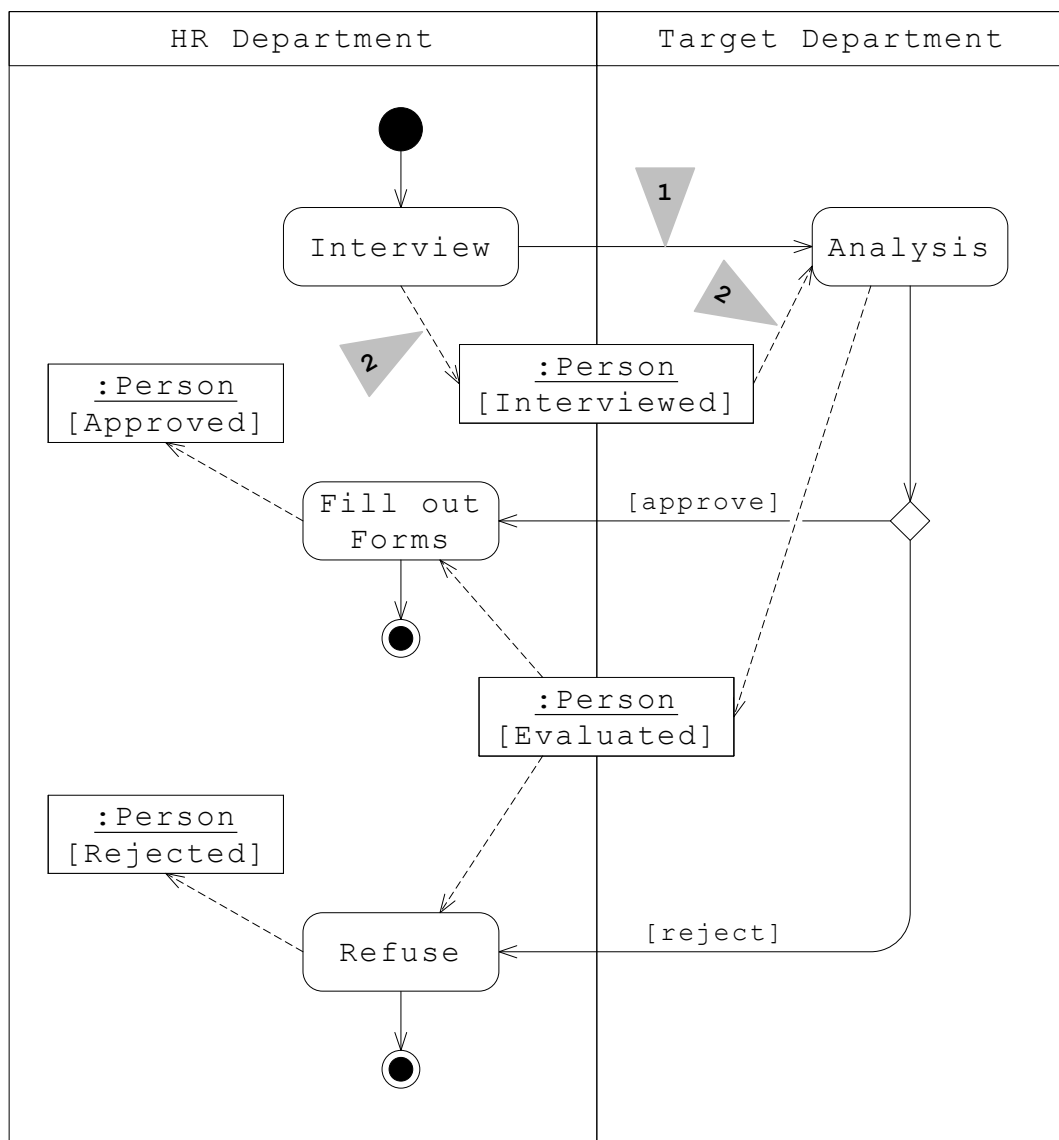 HR Department
Target Department
1
Interview
Analysis
2
2
:Person
[Interviewed]
:Person
[Approved]
Fill out
Forms
[approve]
:Person
[Evaluated]
:Person
[Rejected]
Refuse
[reject]